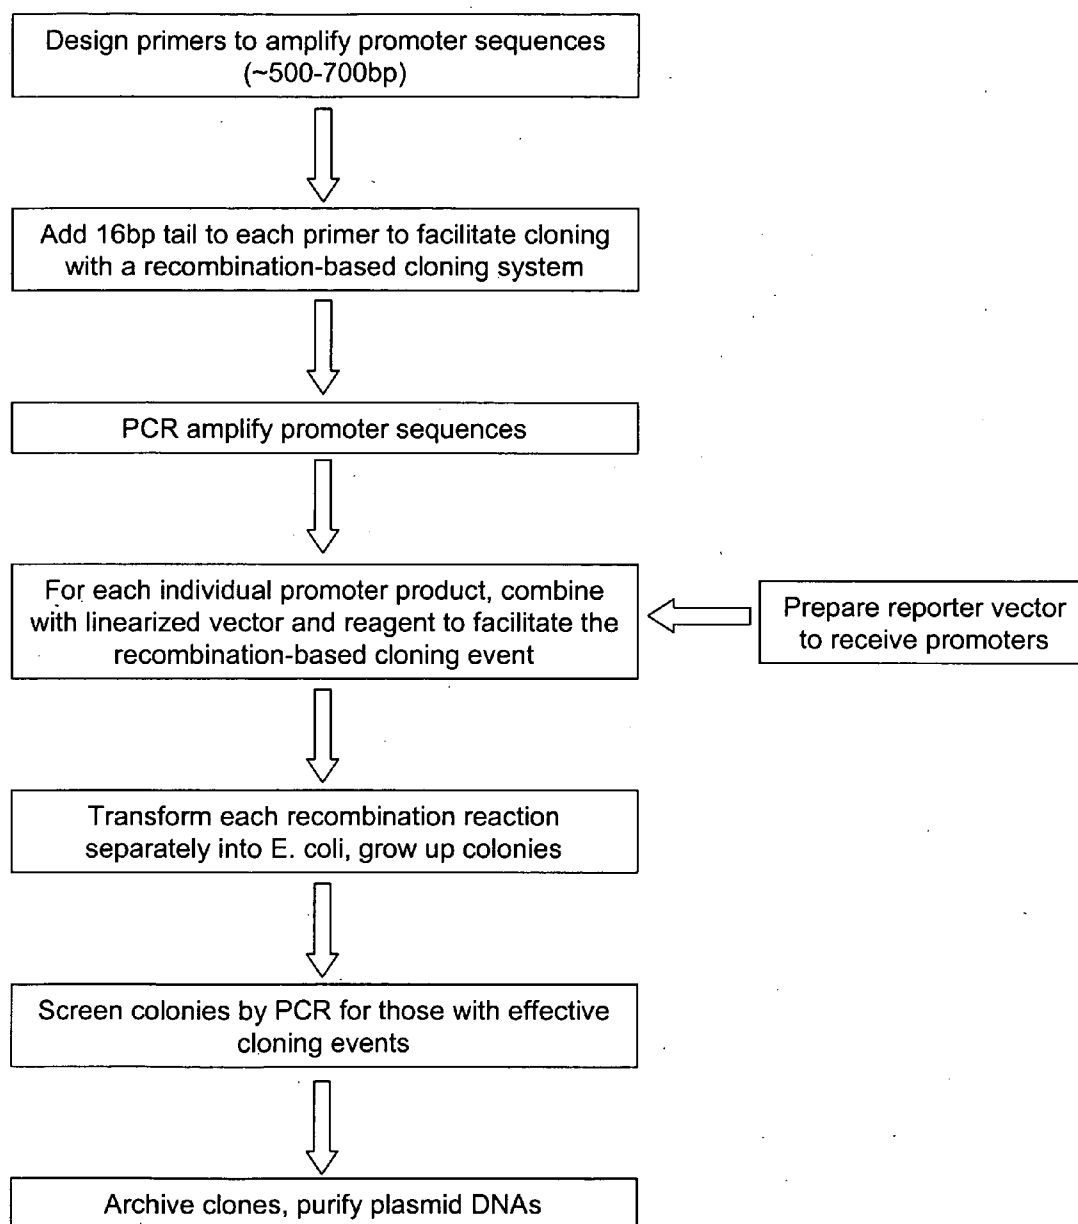 Design primers to amplify promoter sequences
(~500-700bp)
Add 16bp tail to each primer to facilitate cloning
with a recombination-based cloning system
PCR amplify promoter sequences
For each individual promoter product, combine
with linearized vector and reagent to facilitate the
recombination-based cloning event
Prepare reporter vector
to receive promoters
Transform each recombination reaction
separately into E. coli, grow up colonies
Screen colonies by PCR for those with effective
cloning events
Archive clones, purify plasmid DNAs